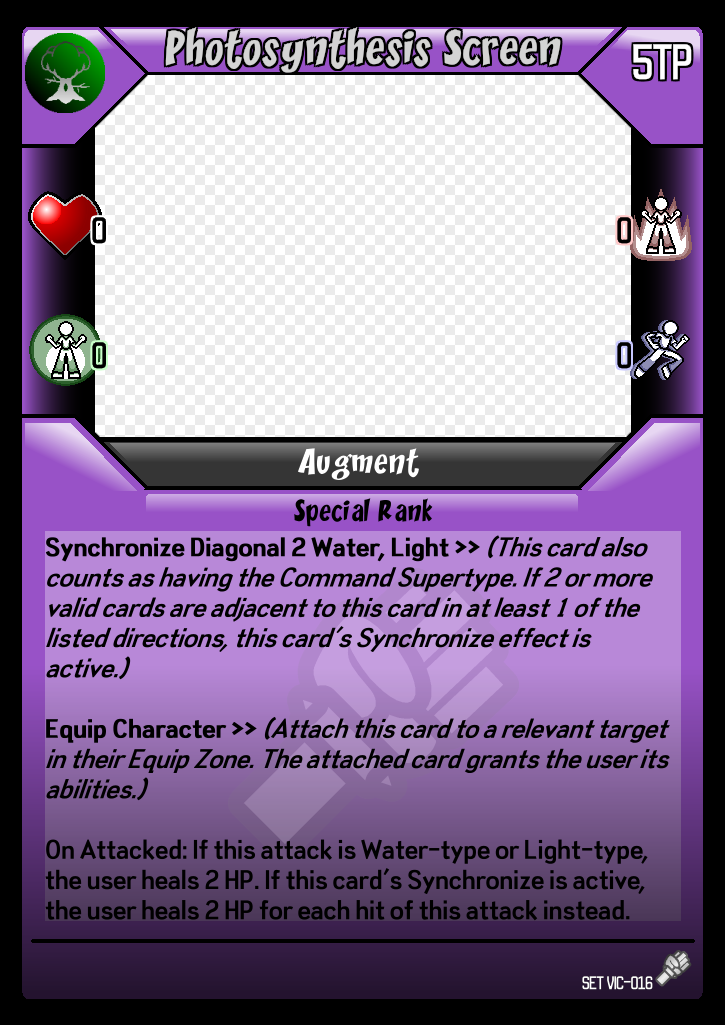 Photosynthesis Screen
5TP
0
0
0
0
Augment
Special Rank
Synchronize Diagonal 2 Water, Light >> (This card also
counts as having the Command Supertype. If 2 or more
valid cards are adjacent to this card in at least 1 of the
listed directions, this card's Synchronize effect is
active.)
Equip Character >> (Attach this card to a relevant target
in their Equip Zone. The attached card grants the user its
abilities.)
On Attacked: If this attack is Water-type or Light-type,
the user heals 2 HP. If this card's Synchronize is active,
the user heals 2 HP for each hit of this attack instead.
SET VIC-016